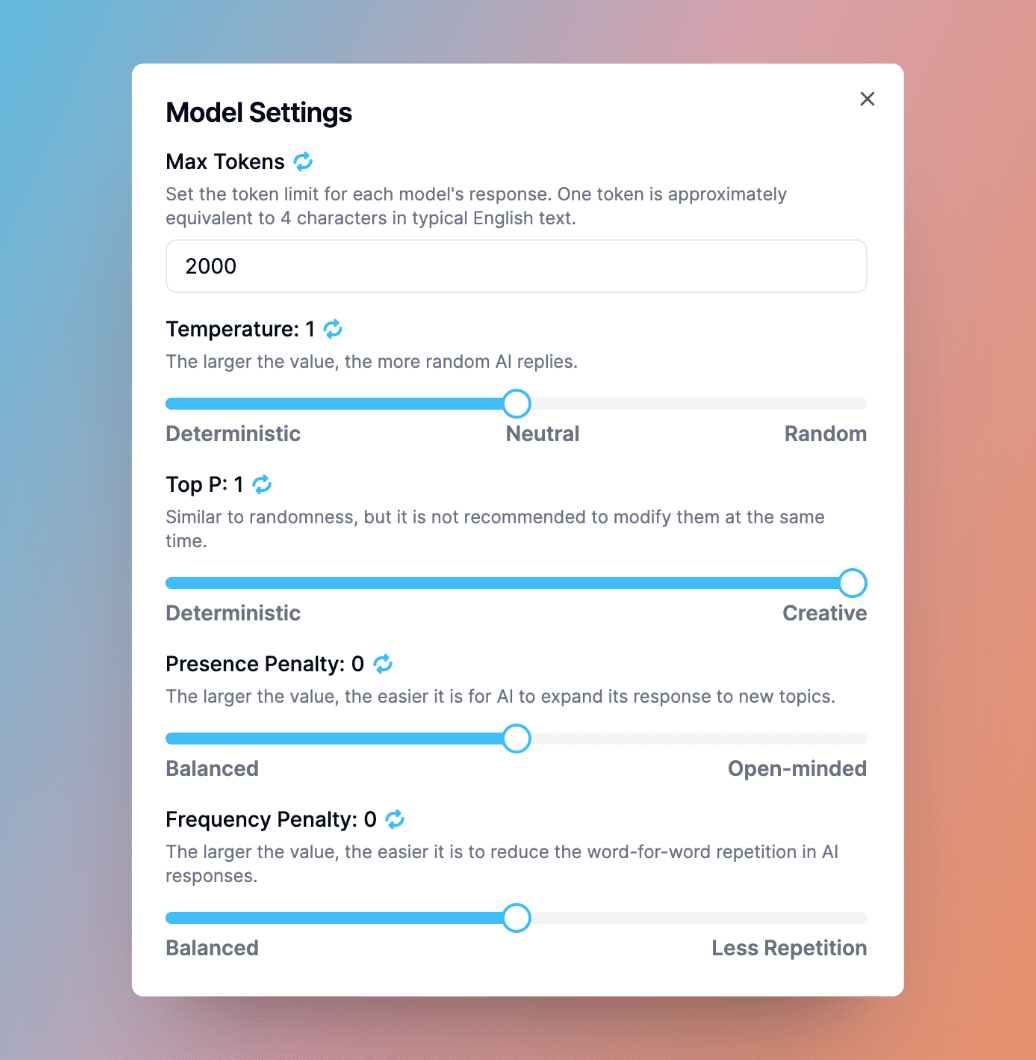 Model Settings
Max Tokens
Set the token limit for each model's response. One token is approximately
equivalent to 4 characters in typical English text.
2000
Temperature: 1
The larger the value, the more random AI replies.
Deterministic Neutral Random
Top P: 1
Similar to randomness, but it is not recommended to modify them at the same
time.
Deterministic Creative
Presence Penalty: 0
The larger the value, the easier it is for AI to expand its response to new topics.
Balanced Open-minded
Frequency Penalty: 0
The larger the value, the easier it is to reduce the word-for-word repetition in AI
responses.
Balanced Less Repetition